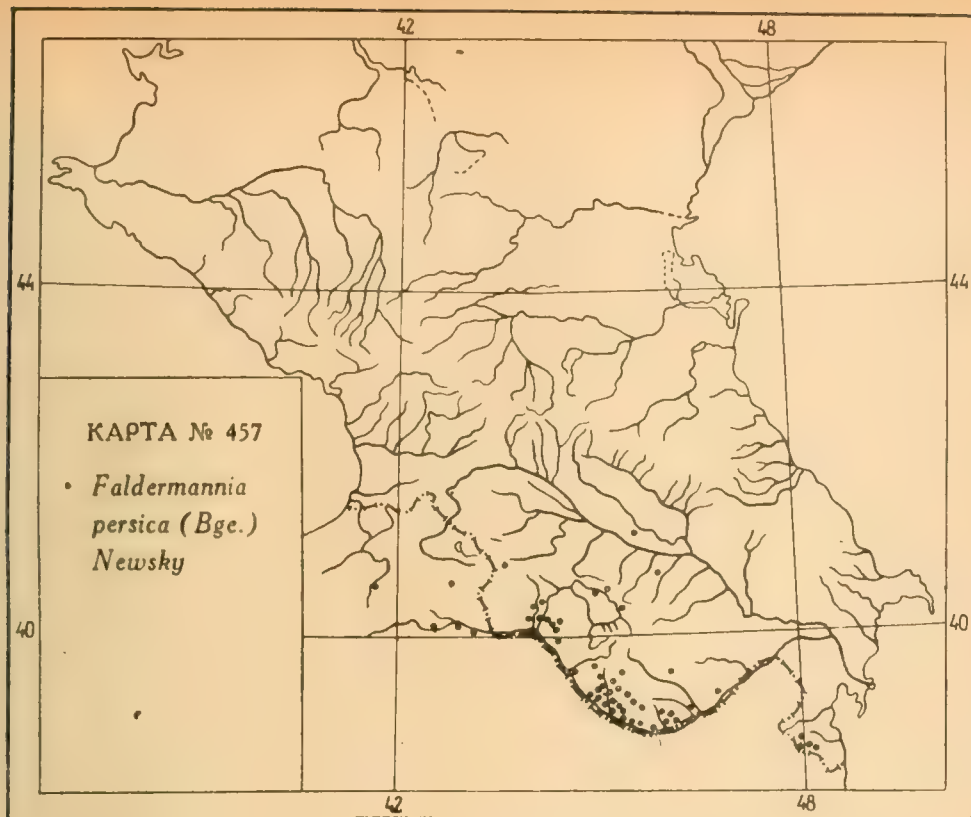 42 48
44 44
КАРТА № 457
Faldermannia
persica (Bge.)
Newsky
40 40
42 48